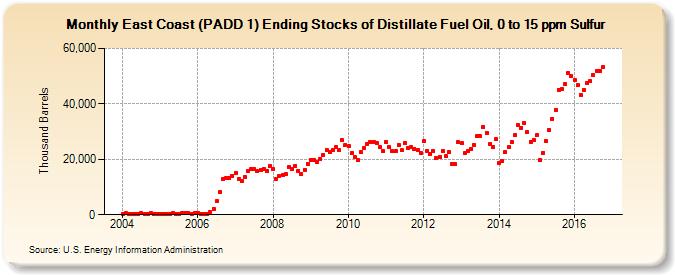 Monthly East Coast (PADD 1) Ending Stocks of Distillate Fuel Oil, 0 to 15 ppm Sulfur
Thousand Barrels
60,000
40,000
20,000
0
2004 2006 2008 2010 2012 2014 2016
Source: U.S. Energy Information Administration